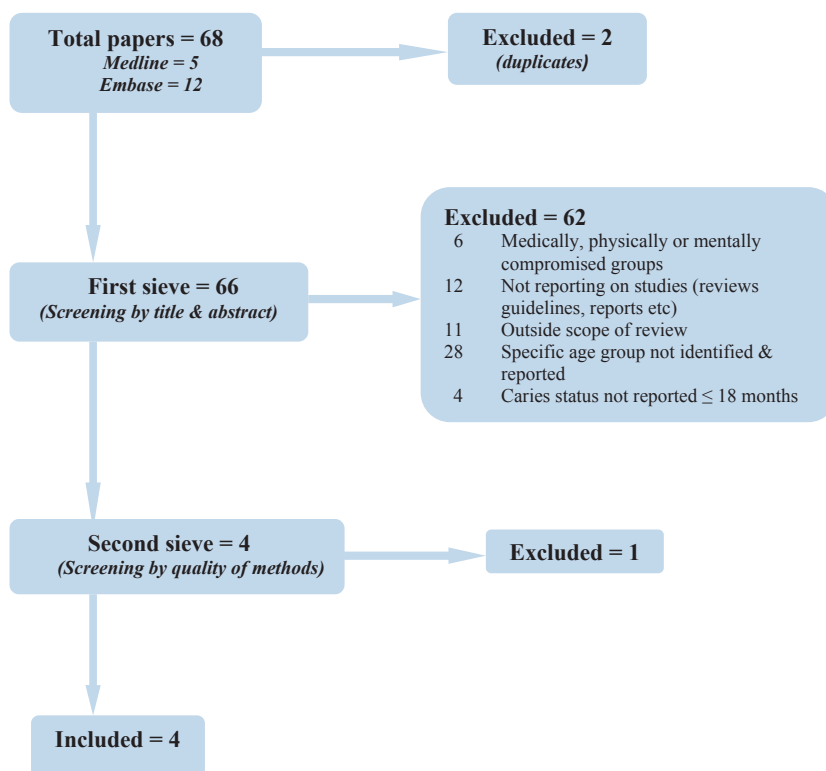 Total papers = 68
Medline = 5
Embase = 12
Excluded = 2
(duplicates)
First sieve = 66
(Screening by title & abstract)
Excluded = 62
6 Medically, physically or mentally
compromised groups
12 Not reporting on studies (reviews
guidelines, reports etc)
11 Outside scope of review
28 Specific age group not identified &
reported
4 Caries status not reported ≤ 18 months
Second sieve = 4
(Screening by quality of methods)
Excluded = 1
Included = 4